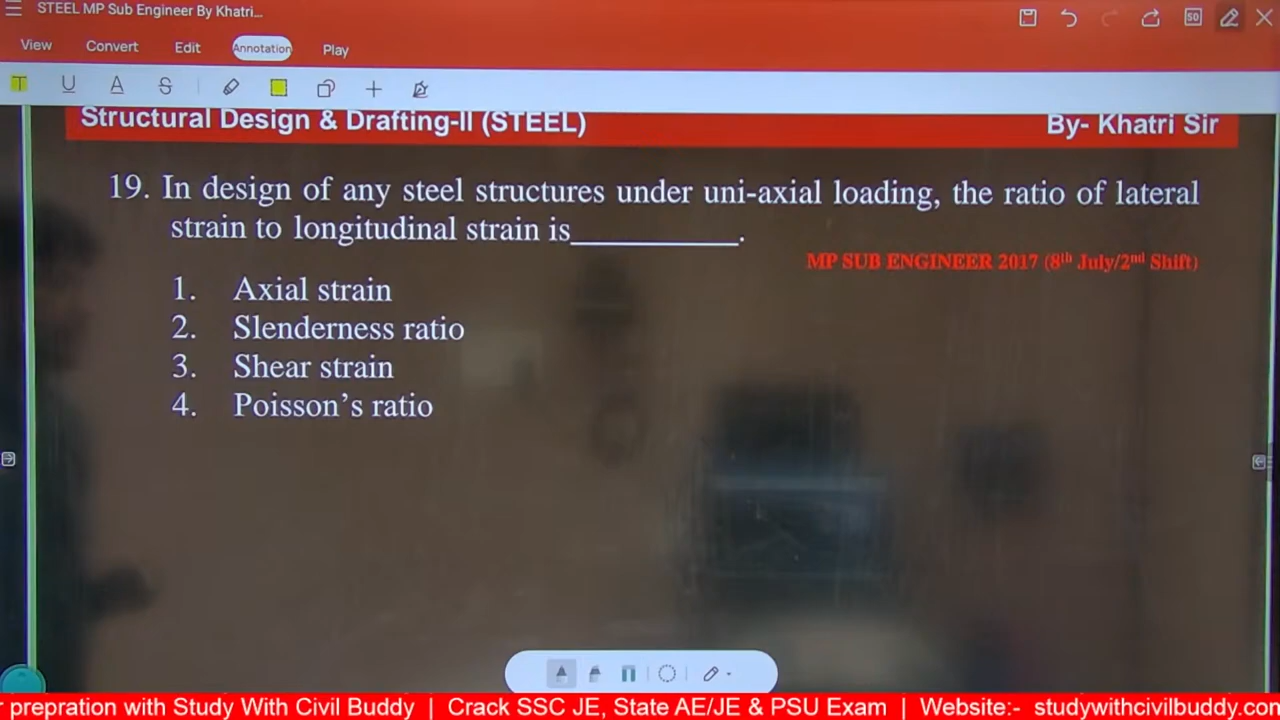 STEEL MP Sub Engineer By Khatri...
View Convert Edit Annotation Play
T U A S
50
Structural Design & Drafting-II (STEEL) By- Khatri Sir
19. In design of any steel structures under uni-axial loading, the ratio of lateral
strain to longitudinal strain is__________.
MP SUB ENGINEER 2017 (8th July/2nd Shift)
1. Axial strain
2. Slenderness ratio
3. Shear strain
4. Poisson’s ratio
prepration with Study With Civil Buddy | Crack SSC JE, State AE/JE & PSU Exam | Website:- studywithcivilbuddy.com